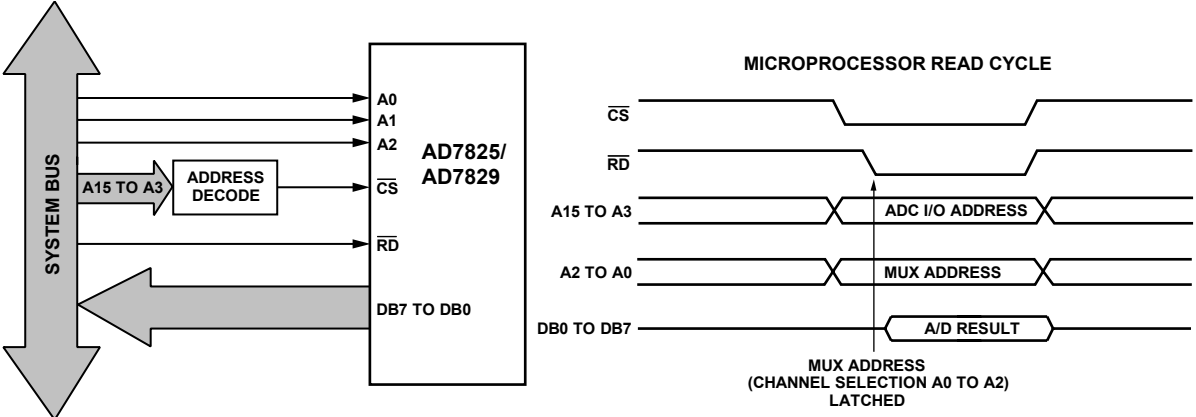 SYSTEM BUS
A15 TO A3
ADDRESS
DECODE
A0
A1
A2
AD7825/
AD7829
CS
RD
DB7 TO DB0
MICROPROCESSOR READ CYCLE
CS
RD
A15 TO A3
ADC I/O ADDRESS
A2 TO A0
MUX ADDRESS
DB0 TO DB7
A/D RESULT
MUX ADDRESS
(CHANNEL SELECTION A0 TO A2)
LATCHED